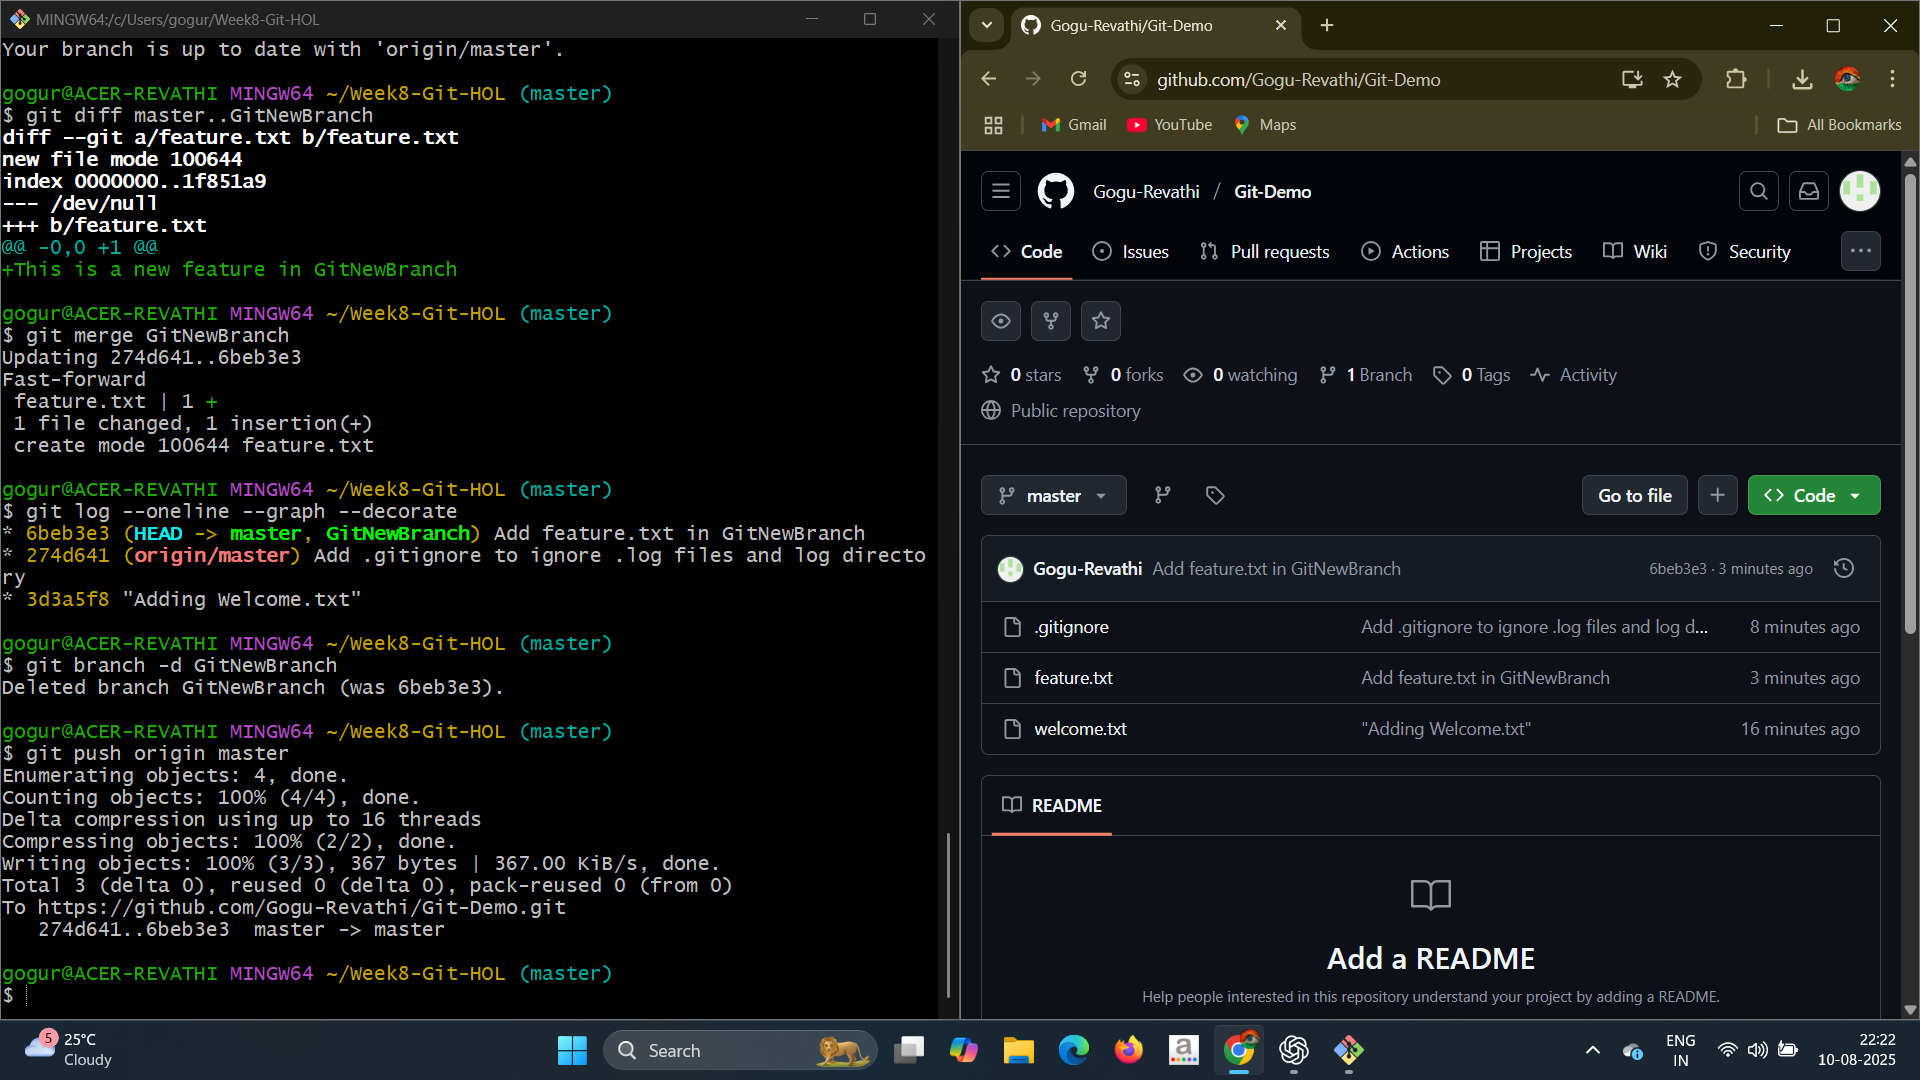 MINGW64:/c/Users/gogur/Week8-Git-HOL
Your branch is up to date with 'origin/master'.
gogur@ACER-REVATHI MINGW64 ~/Week8-Git-HOL (master)
$ git diff master..GitNewBranch
diff --git a/feature.txt b/feature.txt
new file mode 100644
index 0000000..1f851a9
--- /dev/null
+++ b/feature.txt
@@ -0,0 +1 @@
+This is a new feature in GitNewBranch
gogur@ACER-REVATHI MINGW64 ~/Week8-Git-HOL (master)
$ git merge GitNewBranch
Updating 274d641..6beb3e3
Fast-forward
feature.txt | 1 +
1 file changed, 1 insertion(+)
create mode 100644 feature.txt
gogur@ACER-REVATHI MINGW64 ~/Week8-Git-HOL (master)
$ git log --oneline --graph --decorate
* 6beb3e3 (HEAD -> master, GitNewBranch) Add feature.txt in GitNewBranch
* 274d641 (origin/master) Add .gitignore to ignore .log files and log directo
ry
* 3d3a5f8 "Adding Welcome.txt"
gogur@ACER-REVATHI MINGW64 ~/Week8-Git-HOL (master)
$ git branch -d GitNewBranch
Deleted branch GitNewBranch (was 6beb3e3).
gogur@ACER-REVATHI MINGW64 ~/Week8-Git-HOL (master)
$ git push origin master
Enumerating objects: 4, done.
Counting objects: 100% (4/4), done.
Delta compression using up to 16 threads
Compressing objects: 100% (2/2), done.
Writing objects: 100% (3/3), 367 bytes | 367.00 KiB/s, done.
Total 3 (delta 0), reused 0 (delta 0), pack-reused 0 (from 0)
To https://github.com/Gogu-Revathi/Git-Demo.git
274d641..6beb3e3  master -> master
gogur@ACER-REVATHI MINGW64 ~/Week8-Git-HOL (master)
$
Gogu-Revathi/Git-Demo
github.com/Gogu-Revathi/Git-Demo
Gmail YouTube Maps All Bookmarks
Gogu-Revathi / Git-Demo
Code Issues Pull requests Actions Projects Wiki Security
0 stars 0 forks 0 watching 1 Branch 0 Tags Activity
Public repository
master Go to file Code
Gogu-Revathi Add feature.txt in GitNewBranch 6beb3e3 · 3 minutes ago
.gitignore Add .gitignore to ignore .log files and log d... 8 minutes ago
feature.txt Add feature.txt in GitNewBranch 3 minutes ago
welcome.txt "Adding Welcome.txt" 16 minutes ago
README
Add a README
Help people interested in this repository understand your project by adding a README.
5 25°C
Cloudy
Search
a
ENG
IN
22:22
10-08-2025